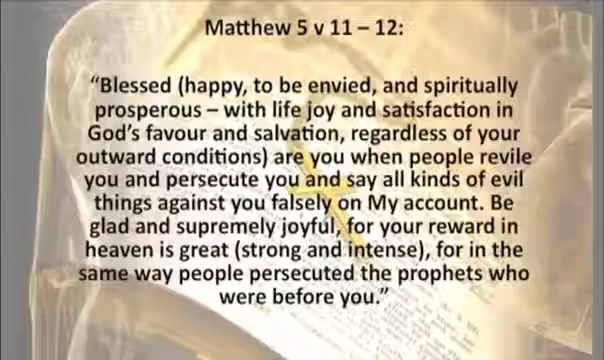 Matthew 5 v 11 – 12:
“Blessed (happy, to be envied, and spiritually
prosperous – with life joy and satisfaction in
God’s favour and salvation, regardless of your
outward conditions) are you when people revile
you and persecute you and say all kinds of evil
things against you falsely on My account. Be
glad and supremely joyful, for your reward in
heaven is great (strong and intense), for in the
same way people persecuted the prophets who
were before you.”